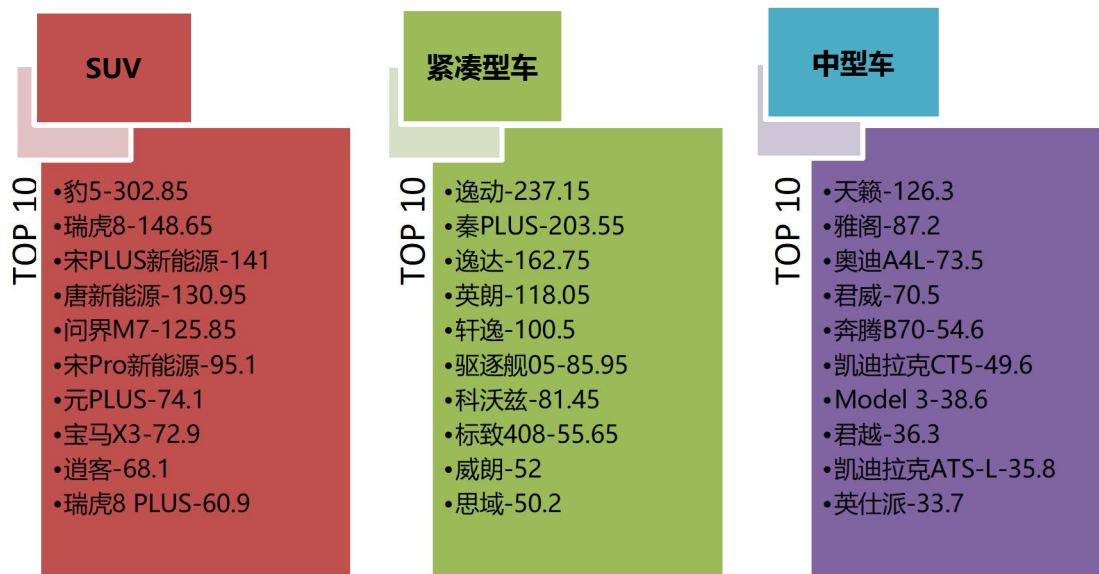 SUV
TOP 10
•豹5-302.85
•瑞虎8-148.65
•宋PLUS新能源-141
•唐新能源-130.95
•问界M7-125.85
•宋Pro新能源-95.1
•元PLUS-74.1
•宝马X3-72.9
•逍客-68.1
•瑞虎8 PLUS-60.9
紧凑型车
TOP 10
•逸动-237.15
•秦PLUS-203.55
•逸达-162.75
•英朗-118.05
•轩逸-100.5
•驱逐舰05-85.95
•科沃兹-81.45
•标致408-55.65
•威朗-52
•思域-50.2
中型车
TOP 10
•天籁-126.3
•雅阁-87.2
•奥迪A4L-73.5
•君威-70.5
•奔腾B70-54.6
•凯迪拉克CT5-49.6
•Model 3-38.6
•君越-36.3
•凯迪拉克ATS-L-35.8
•英仕派-33.7